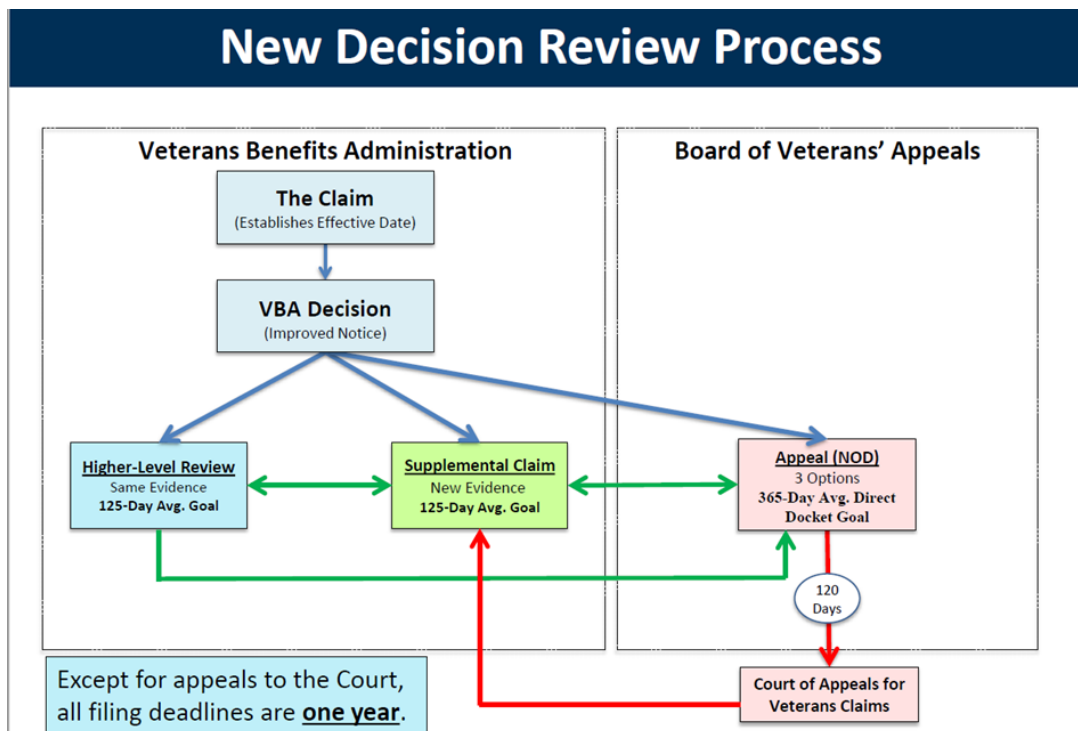 New Decision Review Process
Veterans Benefits Administration
Board of Veterans’ Appeals
The Claim
(Establishes Effective Date)
VBA Decision
(Improved Notice)
Higher-Level Review
Same Evidence
125-Day Avg. Goal
Supplemental Claim
New Evidence
125-Day Avg. Goal
Appeal (NOD)
3 Options
365-Day Avg. Direct
Docket Goal
120
Days
Court of Appeals for
Veterans Claims
Except for appeals to the Court,
all filing deadlines are one year.